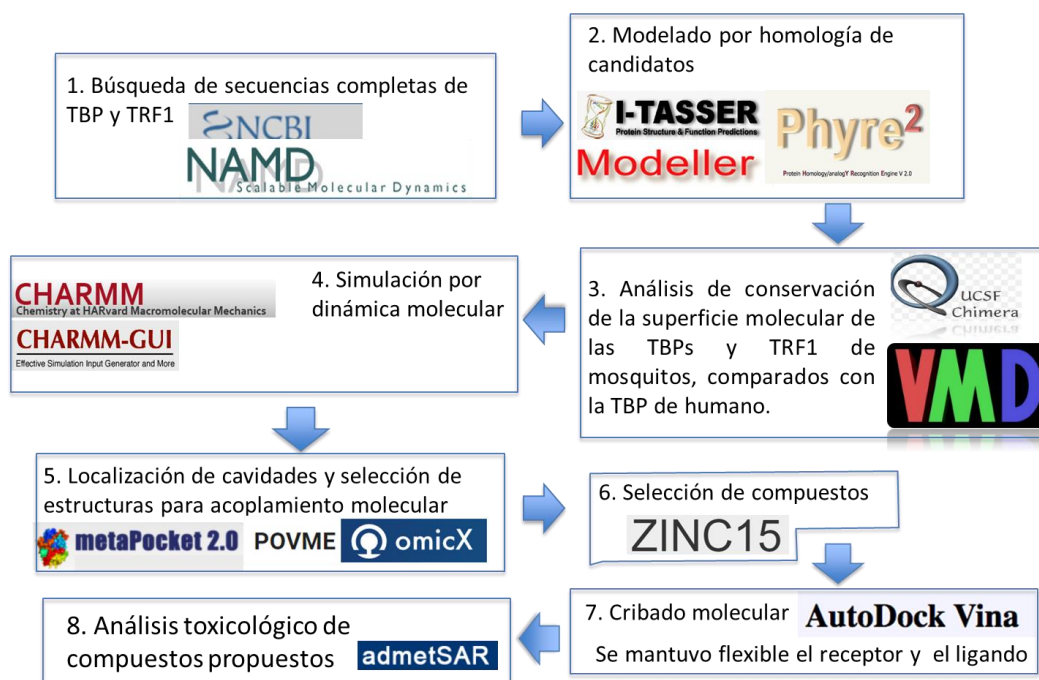 1. Búsqueda de secuencias completas de
TBP y TRF1
NCBI
NAMD
Scalable Molecular Dynamics
2. Modelado por homología de
candidatos
I-TASSER
Protein Structure & Function Predictions
Modeller
Phyre2
Protein Homology/analogY Recognition Engine V 2.0
3. Análisis de conservación
de la superficie molecular de
las TBPs y TRF1 de
mosquitos, comparados con
la TBP de humano.
UCSF
Chimera
VMD
4. Simulación por
dinámica molecular
CHARMM
Chemistry at HARvard Macromolecular Mechanics
CHARMM-GUI
Effective Simulation Input Generator and More
5. Localización de cavidades y selección de
estructuras para acoplamiento molecular
metaPocket 2.0 POVME omicX
6. Selección de compuestos
ZINC15
7. Cribado molecular AutoDock Vina
Se mantuvo flexible el receptor y el ligando
8. Análisis toxicológico de
compuestos propuestos admetSAR